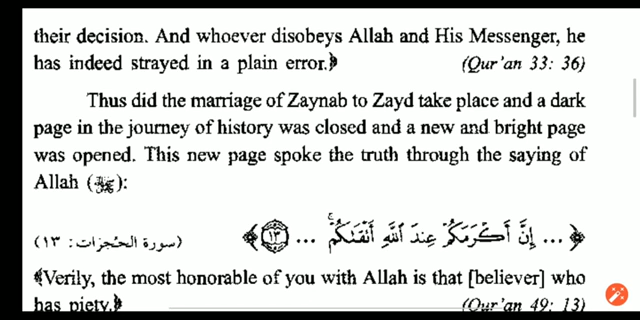 their decision. And whoever disobeys Allah and His Messenger, he
has indeed strayed in a plain error.﴿ (Qur’an 33: 36)
Thus did the marriage of Zaynab to Zayd take place and a dark
page in the journey of history was closed and a new and bright page
was opened. This new page spoke the truth through the saying of
Allah (ﷻ):
﴿... إِنَّ أَكْرَمَكُمْ عِندَ ٱللَّهِ أَتْقَىٰكُمْ ۚ ... ١٣﴾ (سورة الحُجرَات: ١٣)
﴾Verily, the most honorable of you with Allah is that [believer] who
has piety.﴿ (Qur’an 49: 13)